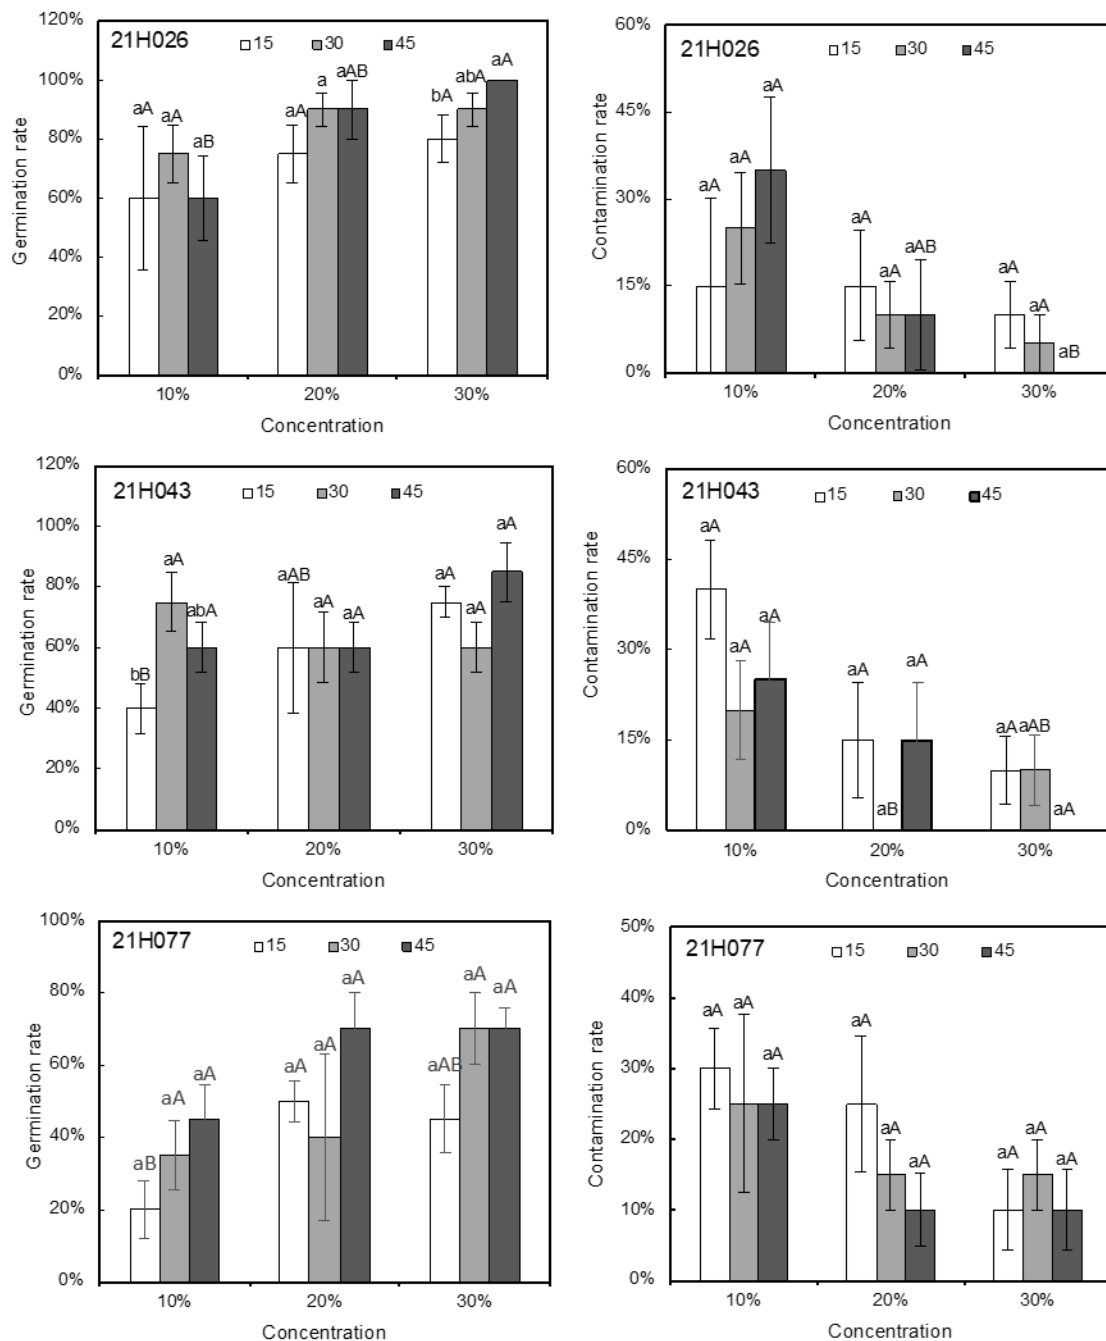 120%
100%
80%
60%
40%
20%
0%
Germination rate
21H026
15 30 45
aA aA aB
aA a aAB
bA abA aA
10% 20% 30%
Concentration
60%
45%
30%
15%
0%
Contamination rate
21H026
15 30 45
aA aA aA
aA aA aAB
aA aA aB
10% 20% 30%
Concentration
120%
100%
80%
60%
40%
20%
0%
Germination rate
21H043
15 30 45
bB aA abA
aAB aA aA
aA aA aA
10% 20% 30%
Concentration
60%
45%
30%
15%
0%
Contamination rate
21H043
15 30 45
aA aA aA
aA aB aA
aA aAB aA
10% 20% 30%
Concentration
100%
80%
60%
40%
20%
0%
Germination rate
21H077
15 30 45
aB aA aA
aA aA aA
aAB aA aA
10% 20% 30%
Concentration
50%
40%
30%
20%
10%
0%
Contamination rate
21H077
15 30 45
aA aA aA
aA aA aA
aA aA aA
10% 20% 30%
Concentration